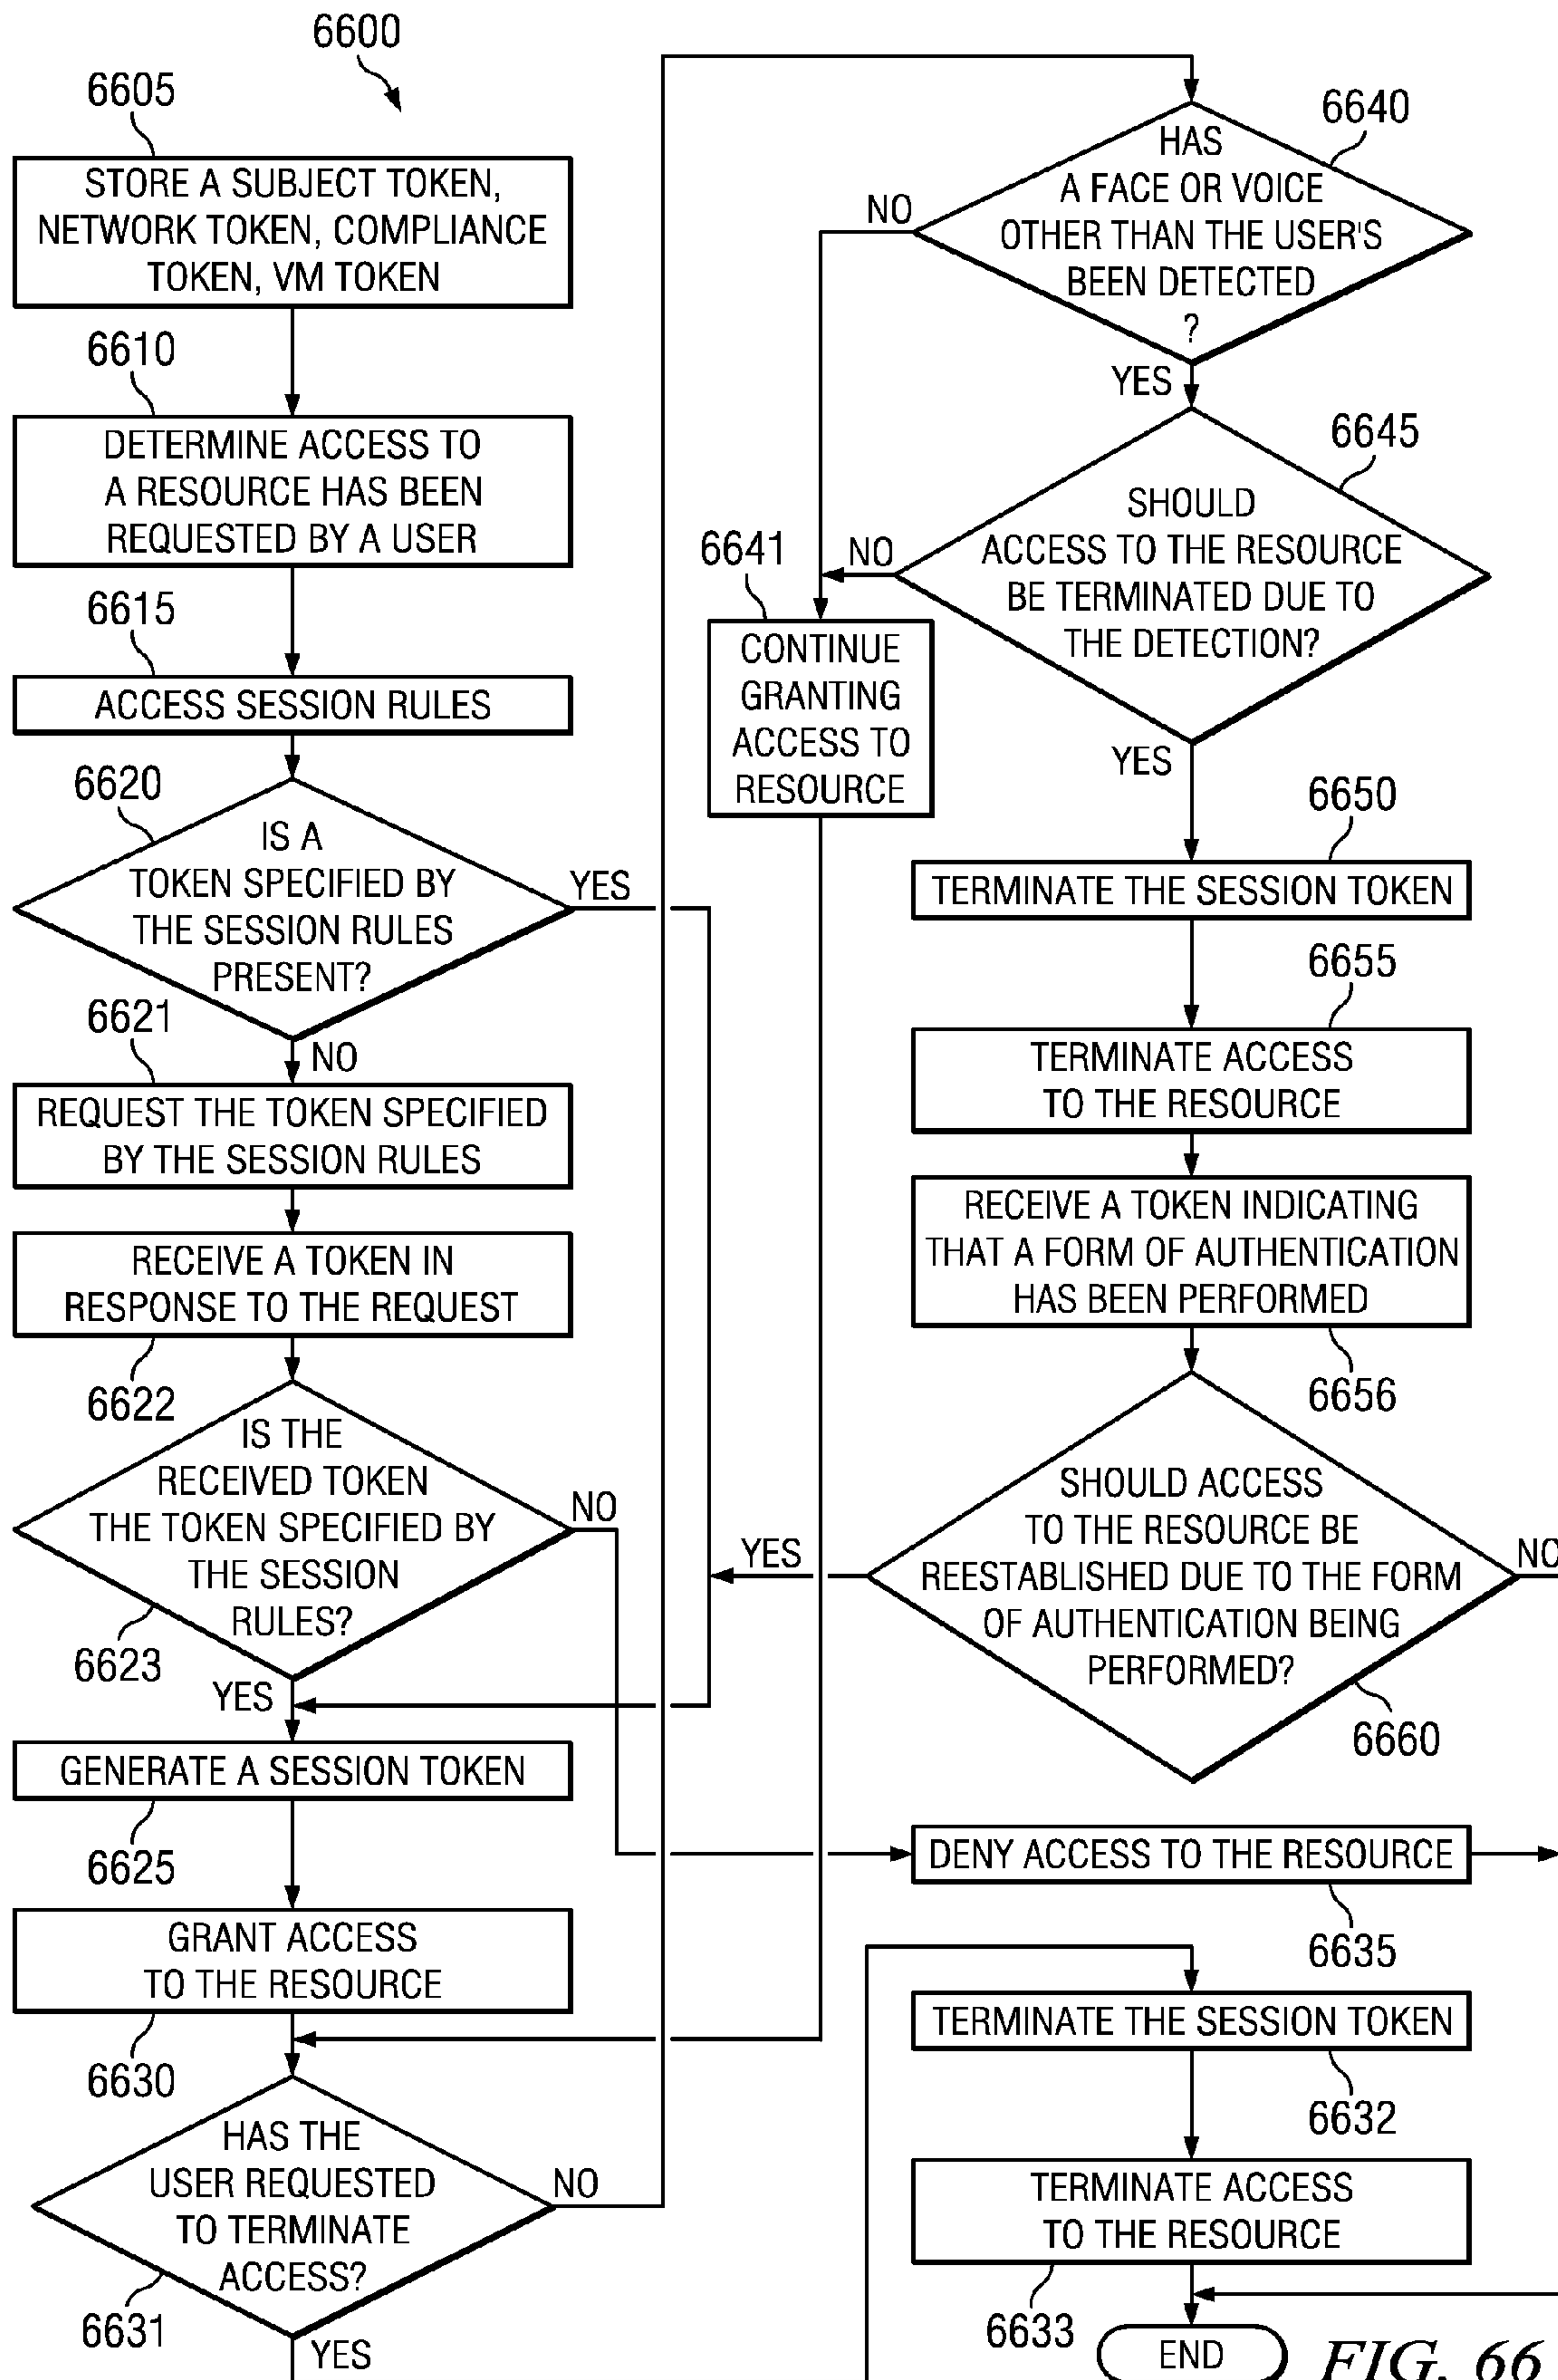 6600
6605
STORE A SUBJECT TOKEN,
NETWORK TOKEN, COMPLIANCE
TOKEN, VM TOKEN
6610
DETERMINE ACCESS TO
A RESOURCE HAS BEEN
REQUESTED BY A USER
6615
ACCESS SESSION RULES
6620
IS A
TOKEN SPECIFIED BY
THE SESSION RULES
PRESENT?
YES
6621
NO
REQUEST THE TOKEN SPECIFIED
BY THE SESSION RULES
RECEIVE A TOKEN IN
RESPONSE TO THE REQUEST
6622
IS THE
RECEIVED TOKEN
THE TOKEN SPECIFIED BY
THE SESSION
RULES?
NO
6623
YES
GENERATE A SESSION TOKEN
6625
GRANT ACCESS
TO THE RESOURCE
6630
HAS THE
USER REQUESTED
TO TERMINATE
ACCESS?
NO
6631
YES
6640
HAS
A FACE OR VOICE
OTHER THAN THE USER'S
BEEN DETECTED
?
NO
YES
6645
SHOULD
ACCESS TO THE RESOURCE
BE TERMINATED DUE TO
THE DETECTION?
NO
6641
CONTINUE
GRANTING
ACCESS TO
RESOURCE
YES
6650
TERMINATE THE SESSION TOKEN
6655
TERMINATE ACCESS
TO THE RESOURCE
RECEIVE A TOKEN INDICATING
THAT A FORM OF AUTHENTICATION
HAS BEEN PERFORMED
6656
SHOULD ACCESS
TO THE RESOURCE BE
REESTABLISHED DUE TO THE FORM
OF AUTHENTICATION BEING
PERFORMED?
YES
NO
6660
DENY ACCESS TO THE RESOURCE
6635
TERMINATE THE SESSION TOKEN
6632
TERMINATE ACCESS
TO THE RESOURCE
6633
END
FIG. 66